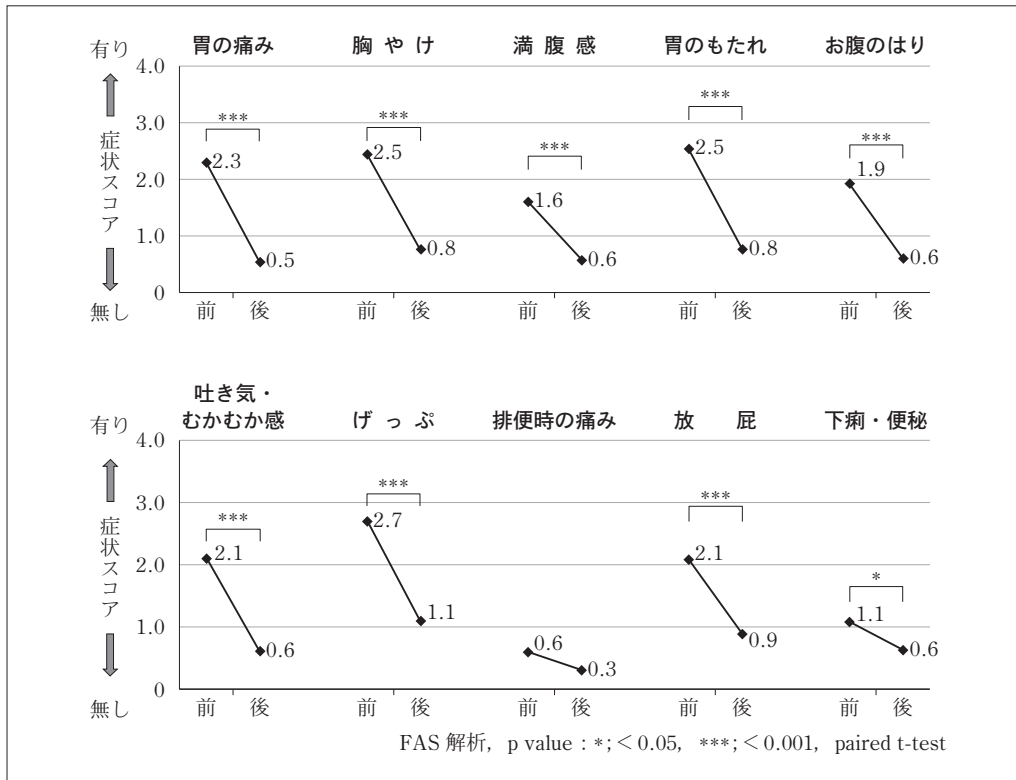 胃の痛み 胸やけ 満腹感 胃のもたれ お腹のはり
有り
症状スコア
無し
4.0
3.0
2.0
1.0
0
*** *** *** *** ***
2.3 2.5 1.6 2.5 1.9
0.5 0.8 0.6 0.8 0.6
前 後 前 後 前 後 前 後 前 後
吐き気・
むかむか感 げっぷ 排便時の痛み 放屁 下痢・便秘
有り
症状スコア
無し
4.0
3.0
2.0
1.0
0
*** *** *** *
2.1 2.7 0.6 2.1 1.1
0.6 1.1 0.3 0.9 0.6
前 後 前 後 前 後 前 後 前 後
FAS 解析, p value : *; < 0.05, ***; < 0.001, paired t-test